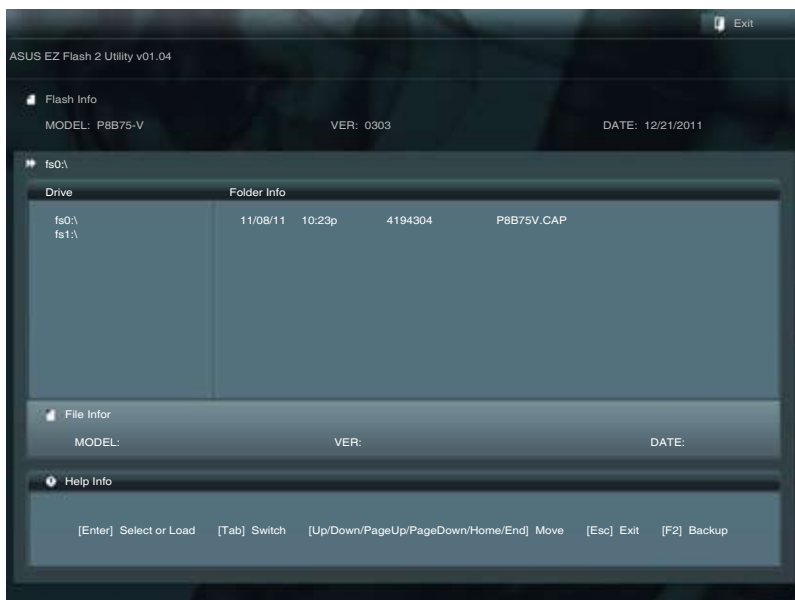 Exit
ASUS EZ Flash 2 Utility v01.04
Flash Info
MODEL: P8B75-V VER: 0303 DATE: 12/21/2011
fs0:\
Drive Folder Info
fs0:\ 11/08/11 10:23p 4194304 P8B75V.CAP
fs1:\
File Infor
MODEL: VER: DATE:
Help Info
[Enter] Select or Load [Tab] Switch [Up/Down/PageUp/PageDown/Home/End] Move [Esc] Exit [F2] Backup